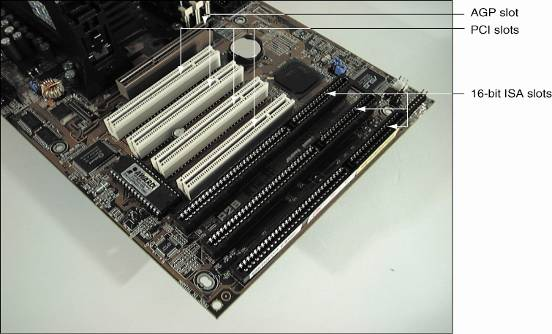 AGP slot
PCI slots
16-bit ISA slots